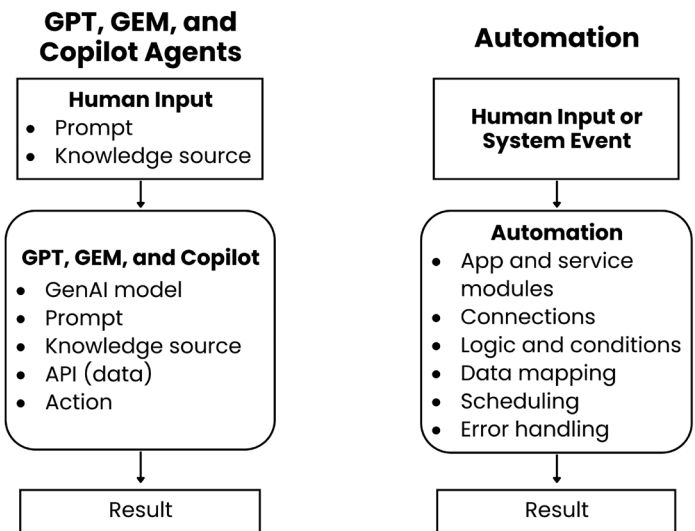 GPT, GEM, and
Copilot Agents
Human Input
• Prompt
• Knowledge source
GPT, GEM, and Copilot
• GenAI model
• Prompt
• Knowledge source
• API (data)
• Action
Result
Automation
Human Input or
System Event
Automation
• App and service
modules
• Connections
• Logic and conditions
• Data mapping
• Scheduling
• Error handling
Result